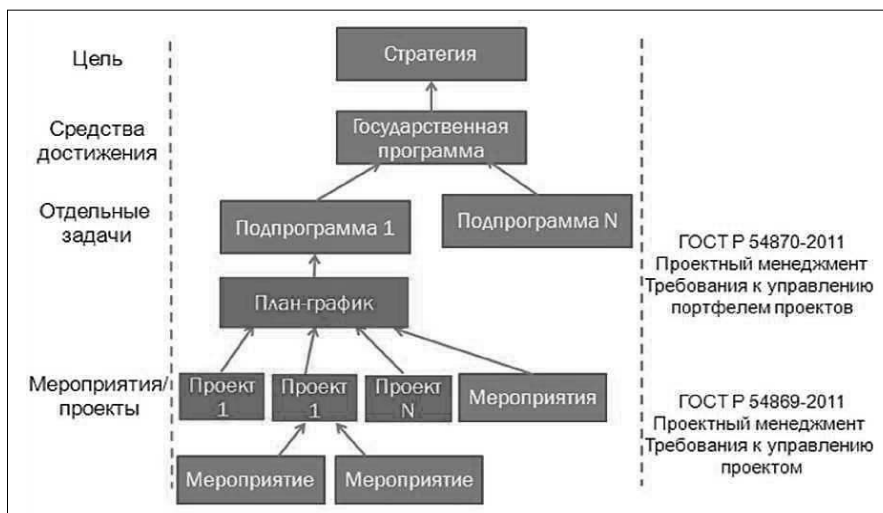 Цель
Стратегия
Средства
достижения
Государственная
программа
Отдельные
задачи
Подпрограмма 1
Подпрограмма N
План-график
ГОСТ Р 54870-2011
Проектный менеджмент
Требования к управлению
портфелем проектов
Мероприятия/
проекты
Проект
1
Проект
1
Проект
N
Мероприятия
ГОСТ Р 54869-2011
Проектный менеджмент
Требования к управлению
проектом
Мероприятие
Мероприятие